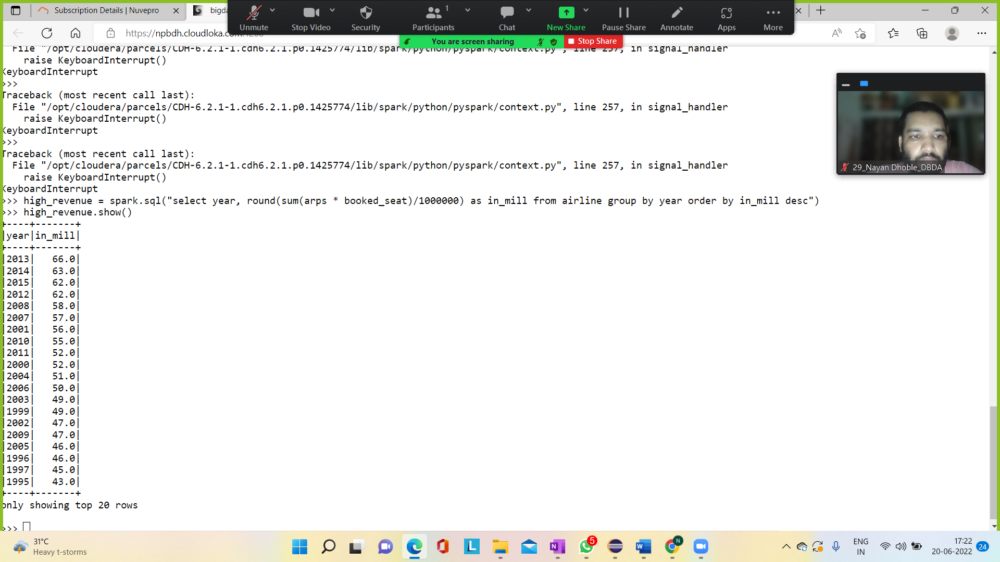 Subscription Details | Nuvepro
bigda
Unmute
Stop Video
Security
Participants
1
Chat
New Share
Pause Share
Annotate
Apps
More
https://npbdh.cloudloka.com:4200
You are screen sharing
Stop Share
File "/opt/cloudera/parcels/CDH-6.2.1-1.cdh6.2.1.p0.1425774/lib/spark/python/pyspark/context.py", line 257, in signal_handler
raise KeyboardInterrupt()
KeyboardInterrupt
>>>
Traceback (most recent call last):
File "/opt/cloudera/parcels/CDH-6.2.1-1.cdh6.2.1.p0.1425774/lib/spark/python/pyspark/context.py", line 257, in signal_handler
raise KeyboardInterrupt()
KeyboardInterrupt
>>>
Traceback (most recent call last):
File "/opt/cloudera/parcels/CDH-6.2.1-1.cdh6.2.1.p0.1425774/lib/spark/python/pyspark/context.py", line 257, in signal_handler
raise KeyboardInterrupt()
KeyboardInterrupt
>>> high_revenue = spark.sql("select year, round(sum(arps * booked_seat)/1000000) as in_mill from airline group by year order by in_mill desc")
>>> high_revenue.show()
+----+-------+
|year|in_mill|
+----+-------+
|2013|   66.0|
|2014|   63.0|
|2015|   62.0|
|2012|   62.0|
|2008|   58.0|
|2007|   57.0|
|2001|   56.0|
|2010|   55.0|
|2011|   52.0|
|2000|   52.0|
|2004|   51.0|
|2006|   50.0|
|2003|   49.0|
|1999|   49.0|
|2002|   47.0|
|2009|   47.0|
|2005|   46.0|
|1996|   46.0|
|1997|   45.0|
|1995|   43.0|
+----+-------+
only showing top 20 rows
>>>
29_Nayan Dhoble_DBDA
31°C
Heavy t-storms
5
N
ENG
IN
17:22
20-06-2022
24